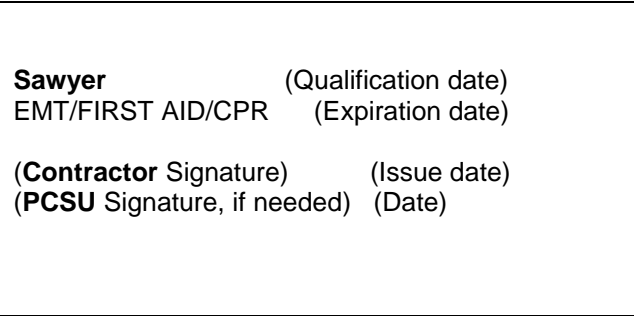 Sawyer (Qualification date)
EMT/FIRST AID/CPR (Expiration date)
(Contractor Signature) (Issue date)
(PCSU Signature, if needed) (Date)